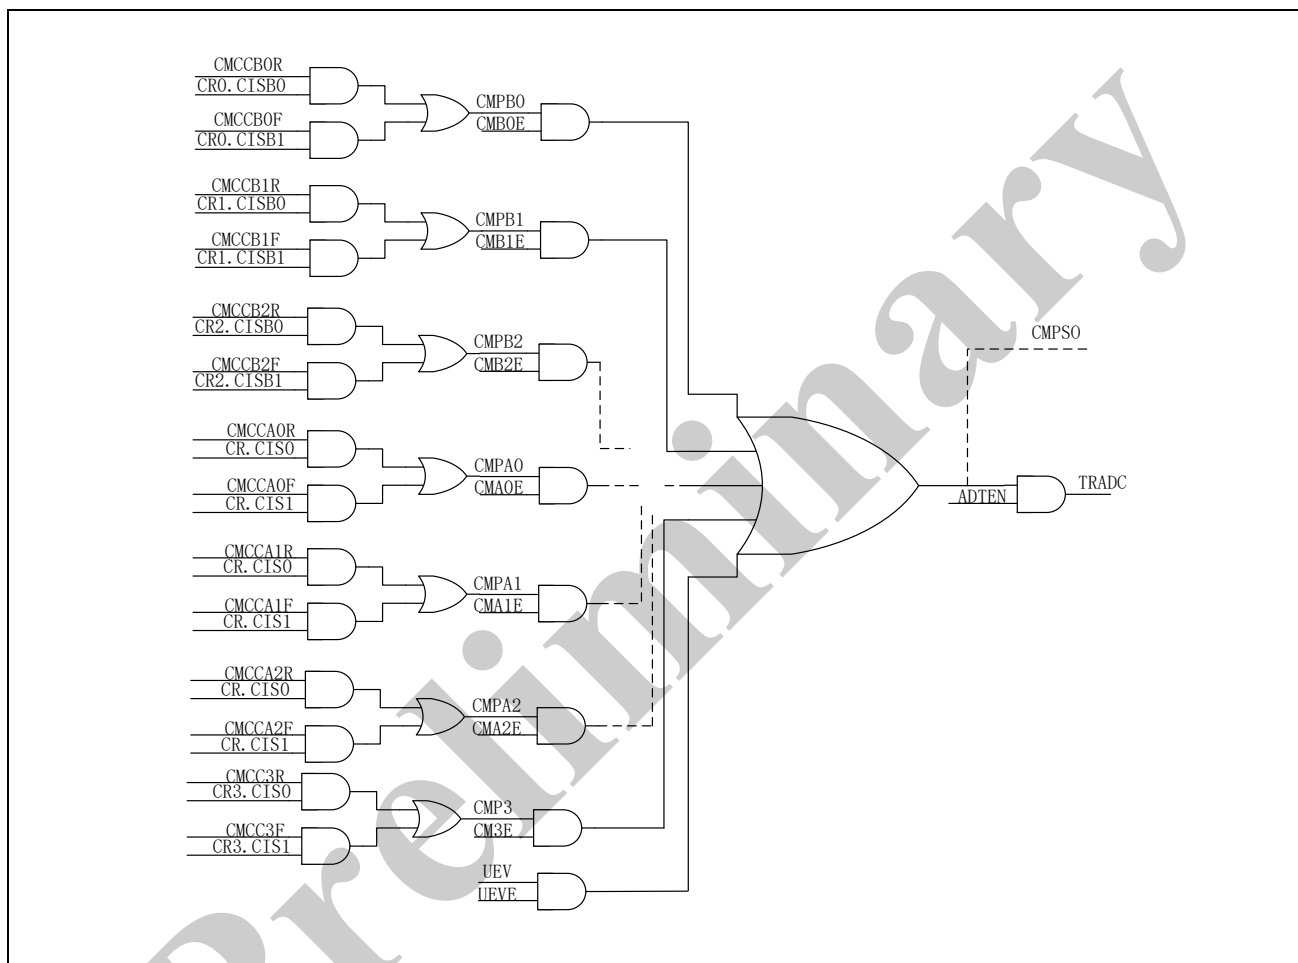 CMCCB0R
CR0.CISB0
CMCCB0F
CR0.CISB1
CMPB0
CMB0E
CMCCB1R
CR1.CISB0
CMCCB1F
CR1.CISB1
CMPB1
CMB1E
CMCCB2R
CR2.CISB0
CMCCB2F
CR2.CISB1
CMPB2
CMB2E
CMPSO
CMCCA0R
CR.CIS0
CMCCA0F
CR.CIS1
CMPA0
CMA0E
ADTEN
TRADC
CMCCA1R
CR.CIS0
CMCCA1F
CR.CIS1
CMPA1
CMA1E
CMCCA2R
CR.CIS0
CMCCA2F
CR.CIS1
CMPA2
CMA2E
CMCC3R
CR3.CIS0
CMCC3F
CR3.CIS1
CMP3
CM3E
UEV
UEVE
Preliminary